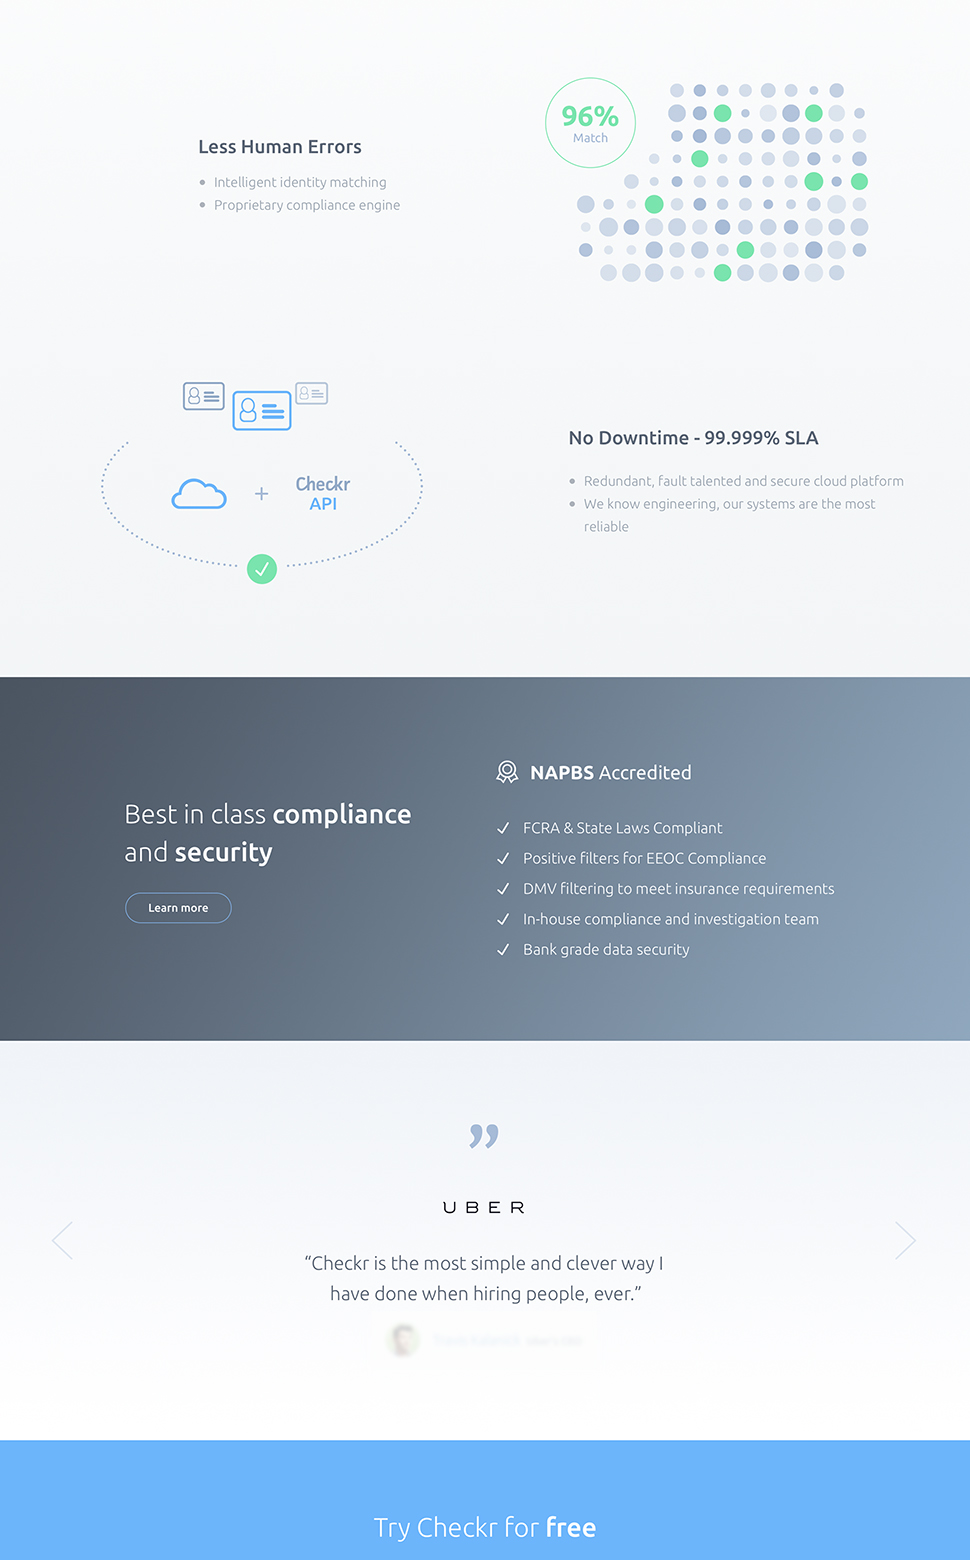 Less Human Errors
Intelligent identity matching
Proprietary compliance engine
96%
Match
Checkr
API
No Downtime - 99.999% SLA
Redundant, fault talented and secure cloud platform
We know engineering, our systems are the most
reliable
Best in class compliance
and security
Learn more
NAPBS Accredited
FCRA & State Laws Compliant
Positive filters for EEOC Compliance
DMV filtering to meet insurance requirements
In-house compliance and investigation team
Bank grade data security
”
UBER
“Checkr is the most simple and clever way I
have done when hiring people, ever.”
Try Checkr for free